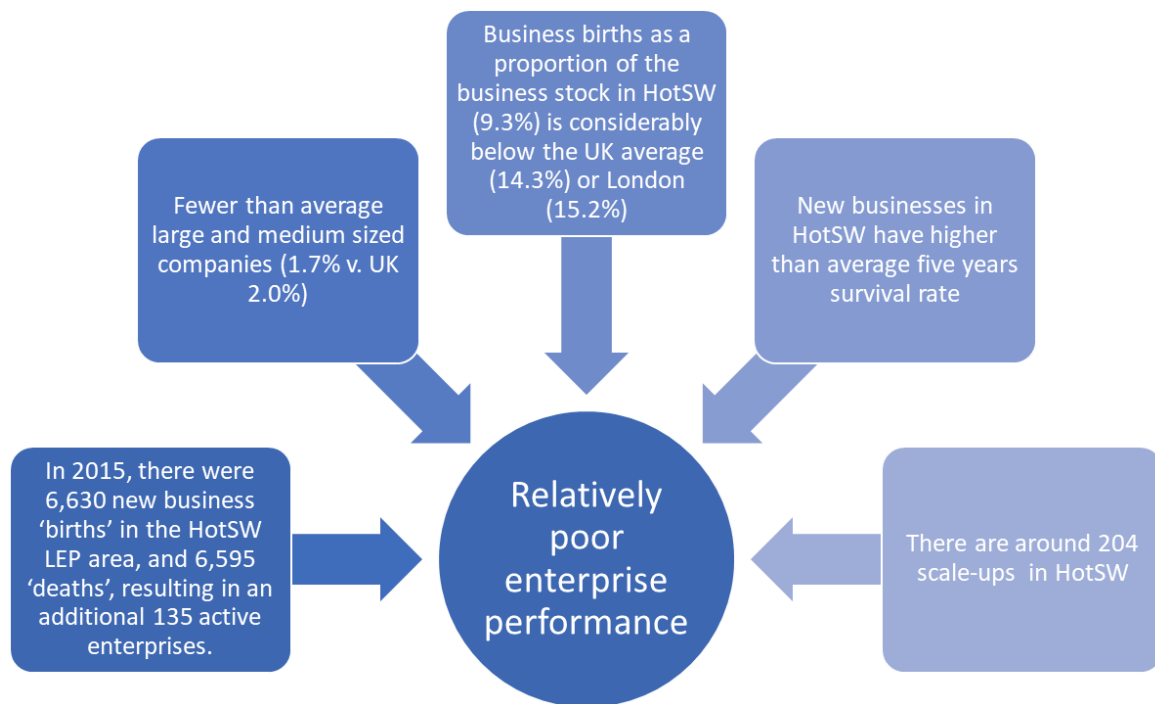 Business births as a
proportion of the
business stock in HotSW
(9.3%) is considerably
below the UK average
(14.3%) or London
(15.2%)
Fewer than average
large and medium sized
companies (1.7% v. UK
2.0%)
New businesses in
HotSW have higher
than average five years
survival rate
In 2015, there were
6,630 new business
‘births’ in the HotSW
LEP area, and 6,595
‘deaths’, resulting in an
additional 135 active
enterprises.
Relatively
poor
enterprise
performance
There are around 204
scale-ups in HotSW